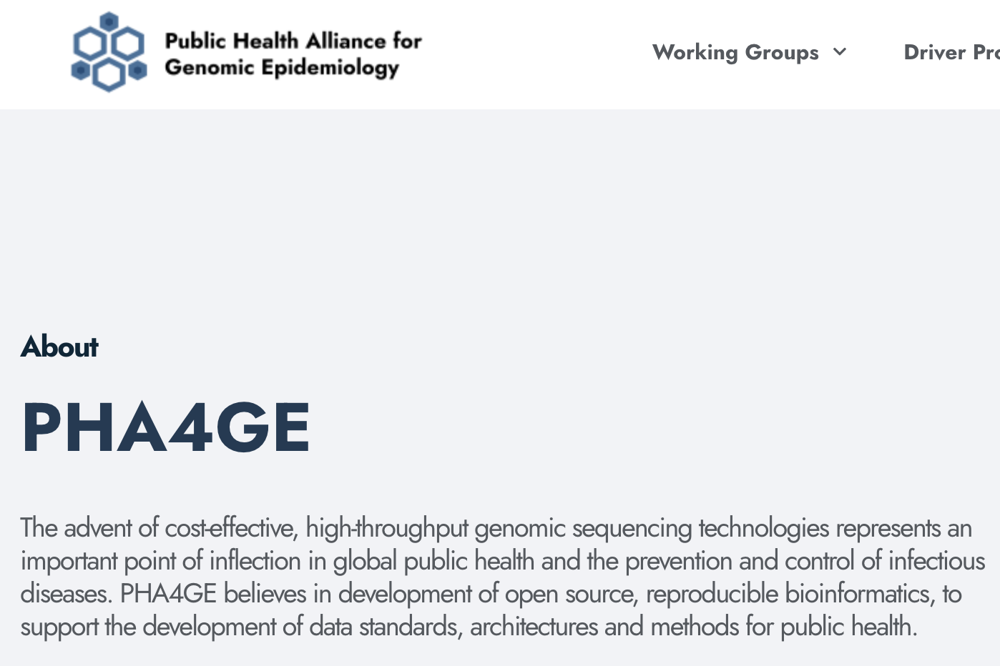 Public Health Alliance for
Genomic Epidemiology
Working Groups
Driver
About
PHA4GE
The advent of cost-effective, high-throughput genomic sequencing technologies represents an
important point of inflection in global public health and the prevention and control of infectious
diseases. PHA4GE believes in development of open source, reproducible bioinformatics, to
support the development of data standards, architectures and methods for public health.